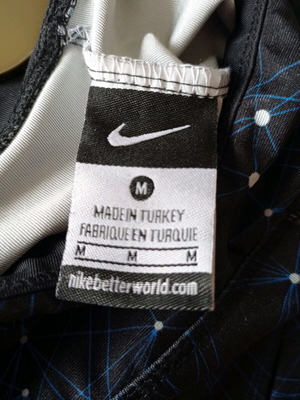 M
MADE IN TURKEY
FABRIQUE EN TURQUIE
M M M
nikebetterworld.com